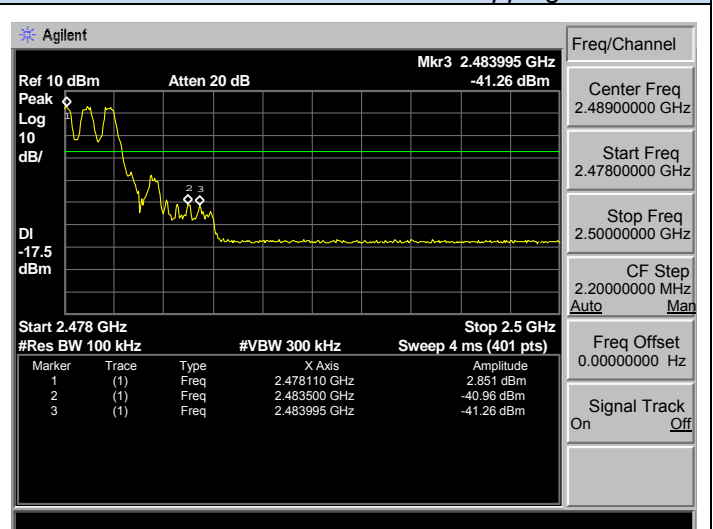 Agilent
Freq/Channel
Mkr3 2.483995 GHz
Ref 10 dBm Atten 20 dB -41.26 dBm
Peak
Log
10
dB/
1
2 3
DI
-17.5
dBm
Start 2.478 GHz Stop 2.5 GHz
#Res BW 100 kHz #VBW 300 kHz Sweep 4 ms (401 pts)
Marker Trace Type X Axis Amplitude
1 (1) Freq 2.478110 GHz 2.851 dBm
2 (1) Freq 2.483500 GHz -40.96 dBm
3 (1) Freq 2.483995 GHz -41.26 dBm
Center Freq
2.48900000 GHz
Start Freq
2.47800000 GHz
Stop Freq
2.50000000 GHz
CF Step
2.20000000 MHz
Auto Man
Freq Offset
0.00000000 Hz
Signal Track
On Off